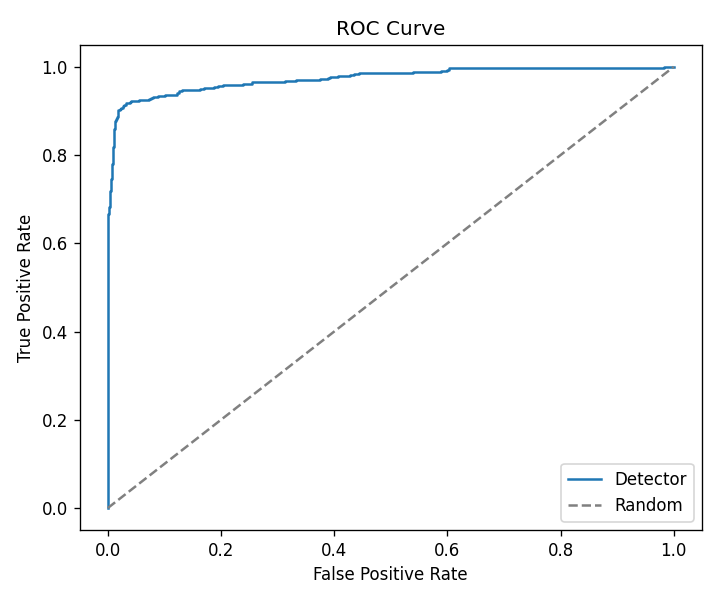 ROC Curve
True Positive Rate
1.0
0.8
0.6
0.4
0.2
0.0
0.0 0.2 0.4 0.6 0.8 1.0
False Positive Rate
Detector
Random